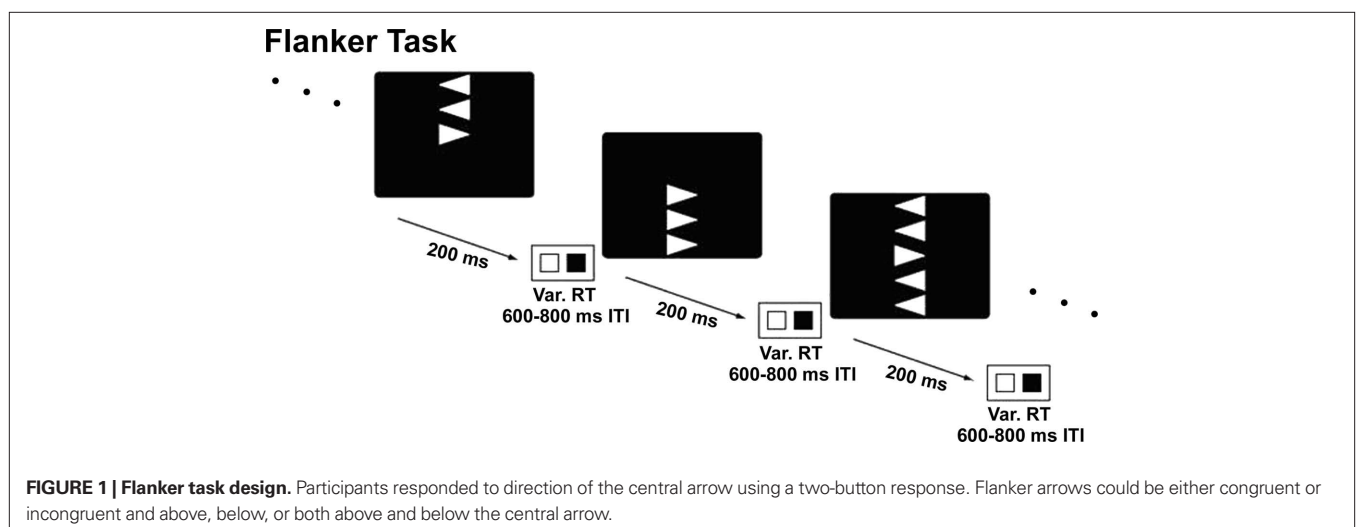 Flanker Task
200 ms
Var. RT
600-800 ms ITI
200 ms
Var. RT
600-800 ms ITI
200 ms
Var. RT
600-800 ms ITI
FIGURE 1 | Flanker task design. Participants responded to direction of the central arrow using a two-button response. Flanker arrows could be either congruent or
incongruent and above, below, or both above and below the central arrow.